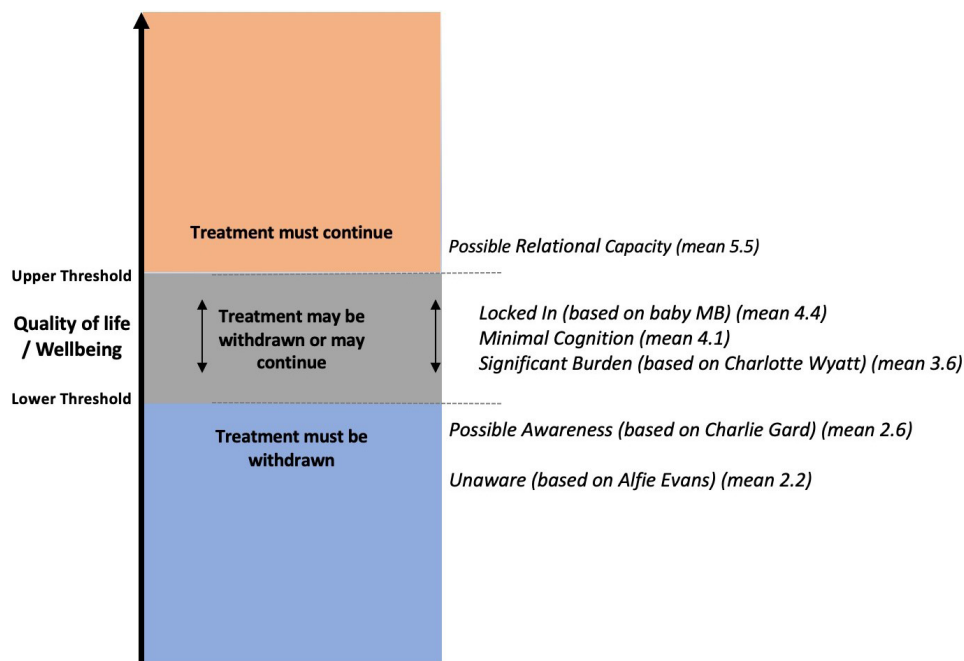 Treatment must continue
Possible Relational Capacity (mean 5.5)
Upper Threshold
Quality of life
/ Wellbeing
Treatment may be
withdrawn or may
continue
Locked In (based on baby MB) (mean 4.4)
Minimal Cognition (mean 4.1)
Significant Burden (based on Charlotte Wyatt) (mean 3.6)
Lower Threshold
Treatment must be
withdrawn
Possible Awareness (based on Charlie Gard) (mean 2.6)
Unaware (based on Alfie Evans) (mean 2.2)